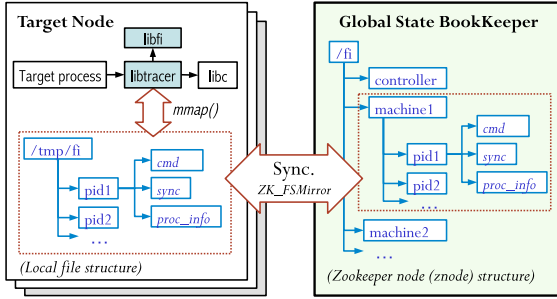 Target Node
libfi
Target process
libtracer
libc
mmap()
/tmp/fi
cmd
pid1
sync
pid2
proc_info
...
(Local file structure)
Sync.
ZK_FSMirror
Global State BookKeeper
/fi
controller
machine1
cmd
pid1
sync
pid2
proc_info
...
machine2
...
(Zookeeper node (znode) structure)